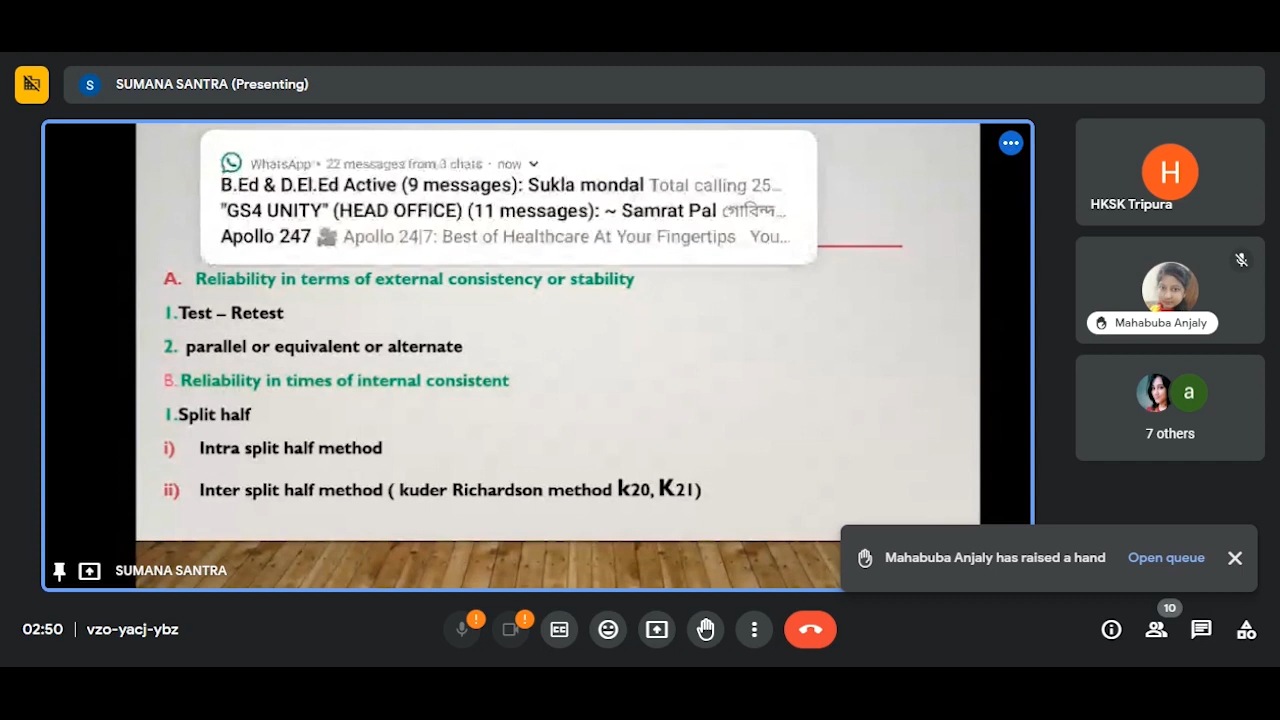 S SUMANA SANTRA (Presenting)
WhatsApp • 22 messages from 3 chats · now
B.Ed & D.El.Ed Active (9 messages): Sukla mondal Total calling 25...
"GS4 UNITY" (HEAD OFFICE) (11 messages): ~ Samrat Pal গোবিন্দ...
Apollo 247 Apollo 24|7: Best of Healthcare At Your Fingertips You...
A. Reliability in terms of external consistency or stability
1.Test – Retest
2. parallel or equivalent or alternate
B.Reliability in times of internal consistent
1.Split half
i) Intra split half method
ii) Inter split half method ( kuder Richardson method k20, K21)
SUMANA SANTRA
H
HKSK Tripura
Mahabuba Anjaly
a
7 others
Mahabuba Anjaly has raised a hand Open queue
02:50 | vzo-yacj-ybz
10